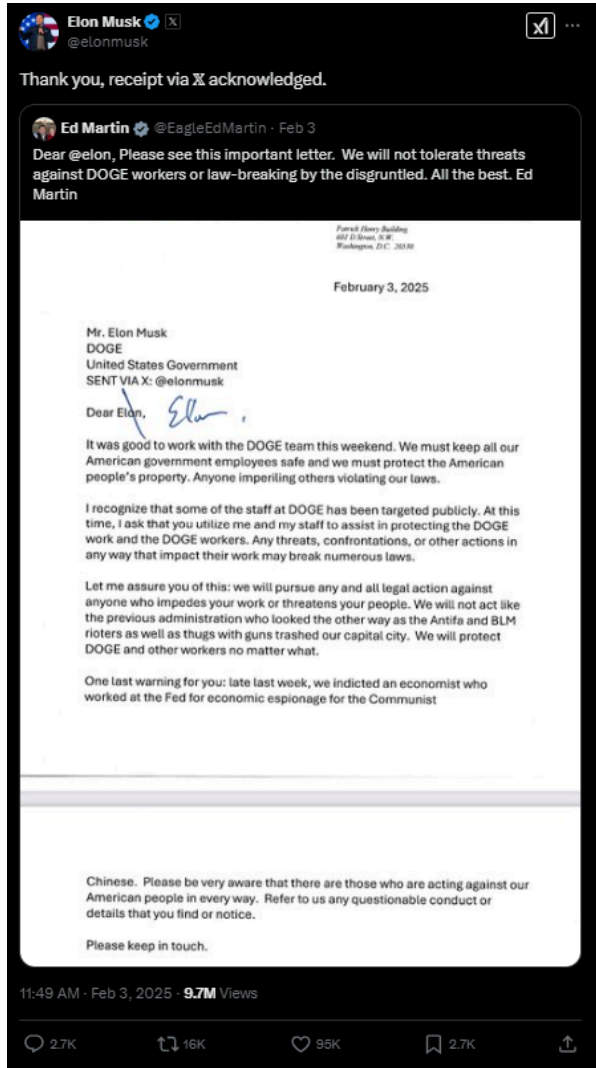 Elon Musk
@elonmusk
Thank you, receipt via 𝕏 acknowledged.
Ed Martin @EagleEdMartin · Feb 3
Dear @elon, Please see this important letter. We will not tolerate threats
against DOGE workers or law-breaking by the disgruntled. All the best. Ed
Martin
Patrick Henry Building
601 D Street, N.W.
Washington, D.C. 20530
February 3, 2025
Mr. Elon Musk
DOGE
United States Government
SENT VIA X: @elonmusk
Dear Elon, Elon.
It was good to work with the DOGE team this weekend. We must keep all our
American government employees safe and we must protect the American
people's property. Anyone imperiling others violating our laws.
I recognize that some of the staff at DOGE has been targeted publicly. At this
time, I ask that you utilize me and my staff to assist in protecting the DOGE
work and the DOGE workers. Any threats, confrontations, or other actions in
any way that impact their work may break numerous laws.
Let me assure you of this: we will pursue any and all legal action against
anyone who impedes your work or threatens your people. We will not act like
the previous administration who looked the other way as the Antifa and BLM
rioters as well as thugs with guns trashed our capital city. We will protect
DOGE and other workers no matter what.
One last warning for you: late last week, we indicted an economist who
worked at the Fed for economic espionage for the Communist
Chinese. Please be very aware that there are those who are acting against our
American people in every way. Refer to us any questionable conduct or
details that you find or notice.
Please keep in touch.
11:49 AM · Feb 3, 2025 · 9.7M Views
2.7K 16K 95K 2.7K